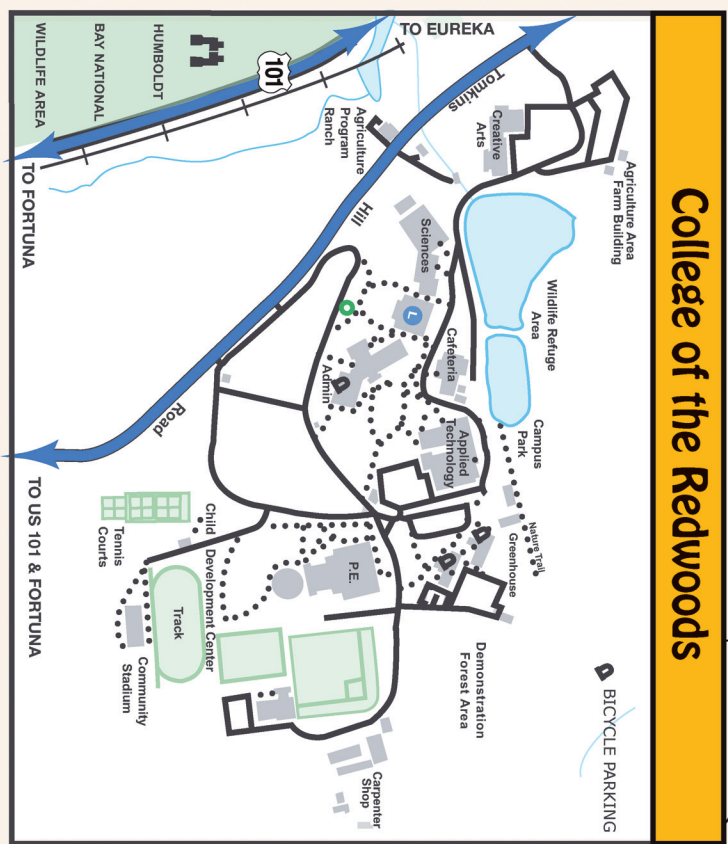 College of the Redwoods
BICYCLE PARKING
Agriculture Area
Farm Building
Creative
Arts
Wildlife Refuge
Area
Campus
Park
Nature Trail
Greenhouse
Demonstration
Forest Area
Carpenter
Shop
TO EUREKA
Tomkins
Hill
Road
Agriculture
Program
Ranch
Sciences
L
Cafeteria
Admin
Applied
Technology
P.E.
101
HUMBOLDT
BAY NATIONAL
WILDLIFE AREA
TO FORTUNA
TO US 101 & FORTUNA
Tennis
Courts
Child Development Center
Track
Community
Stadium